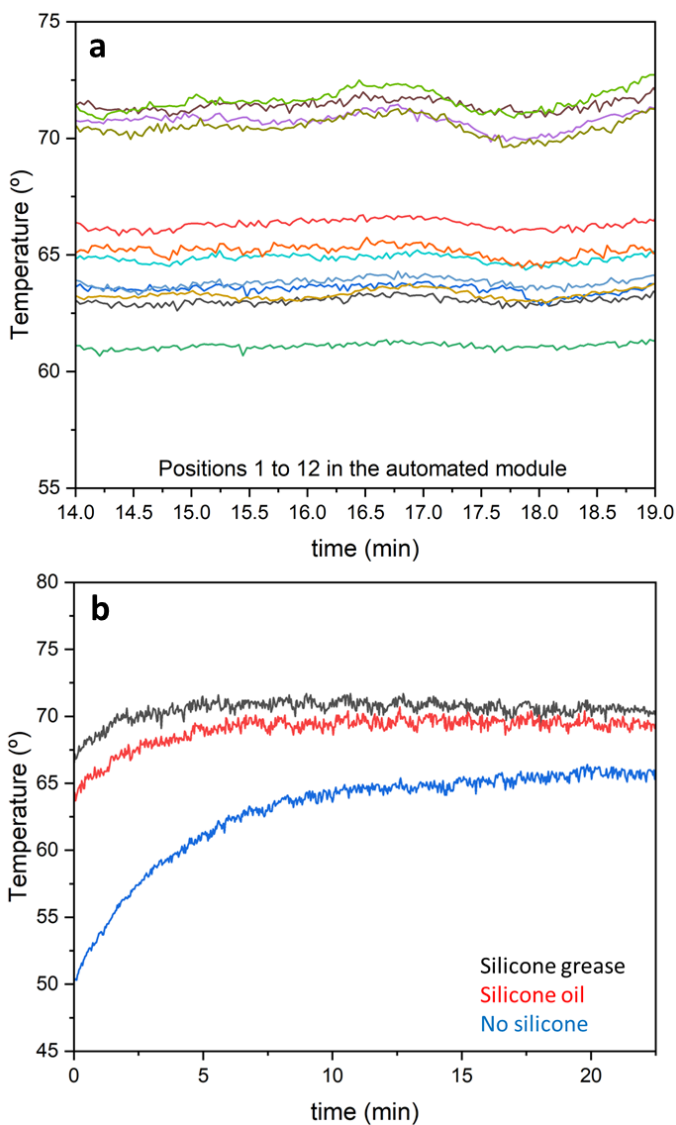 a
75
70
65
60
55
Temperature (º)
Positions 1 to 12 in the automated module
14.0 14.5 15.0 15.5 16.0 16.5 17.0 17.5 18.0 18.5 19.0
time (min)
b
80
75
70
65
60
55
50
45
Temperature (º)
Silicone grease
Silicone oil
No silicone
0 5 10 15 20
time (min)